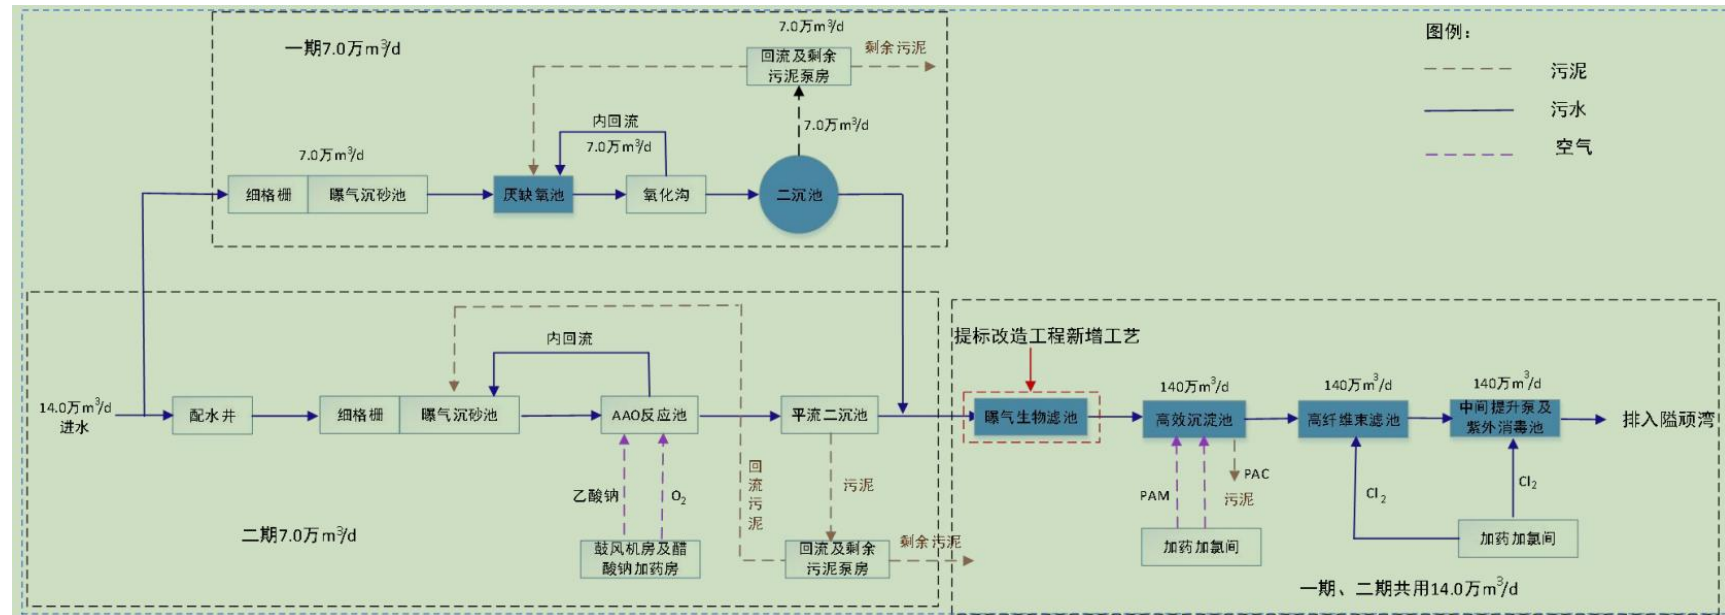 图例：
污泥
污水
空气
一期7.0万m³/d
7.0万m³/d
回流及剩余
污泥泵房
剩余污泥
7.0万m³/d
内回流
7.0万m³/d
7.0万m³/d
细格栅
曝气沉砂池
厌缺氧池
氧化沟
二沉池
提标改造工程新增工艺
内回流
14.0万m³/d
进水
配水井
细格栅
曝气沉砂池
AAO反应池
平流二沉池
曝气生物滤池
140万m³/d
高效沉淀池
140万m³/d
高纤维束滤池
140万m³/d
中间提升泵及
紫外消毒池
排入隘顽湾
乙酸钠
O₂
回流污泥
污泥
PAM
PAC
污泥
Cl₂
Cl₂
二期7.0万m³/d
鼓风机房及醋
酸钠加药房
回流及剩余
污泥泵房
剩余污泥
加药加氯间
加药加氯间
一期、二期共用14.0万m³/d